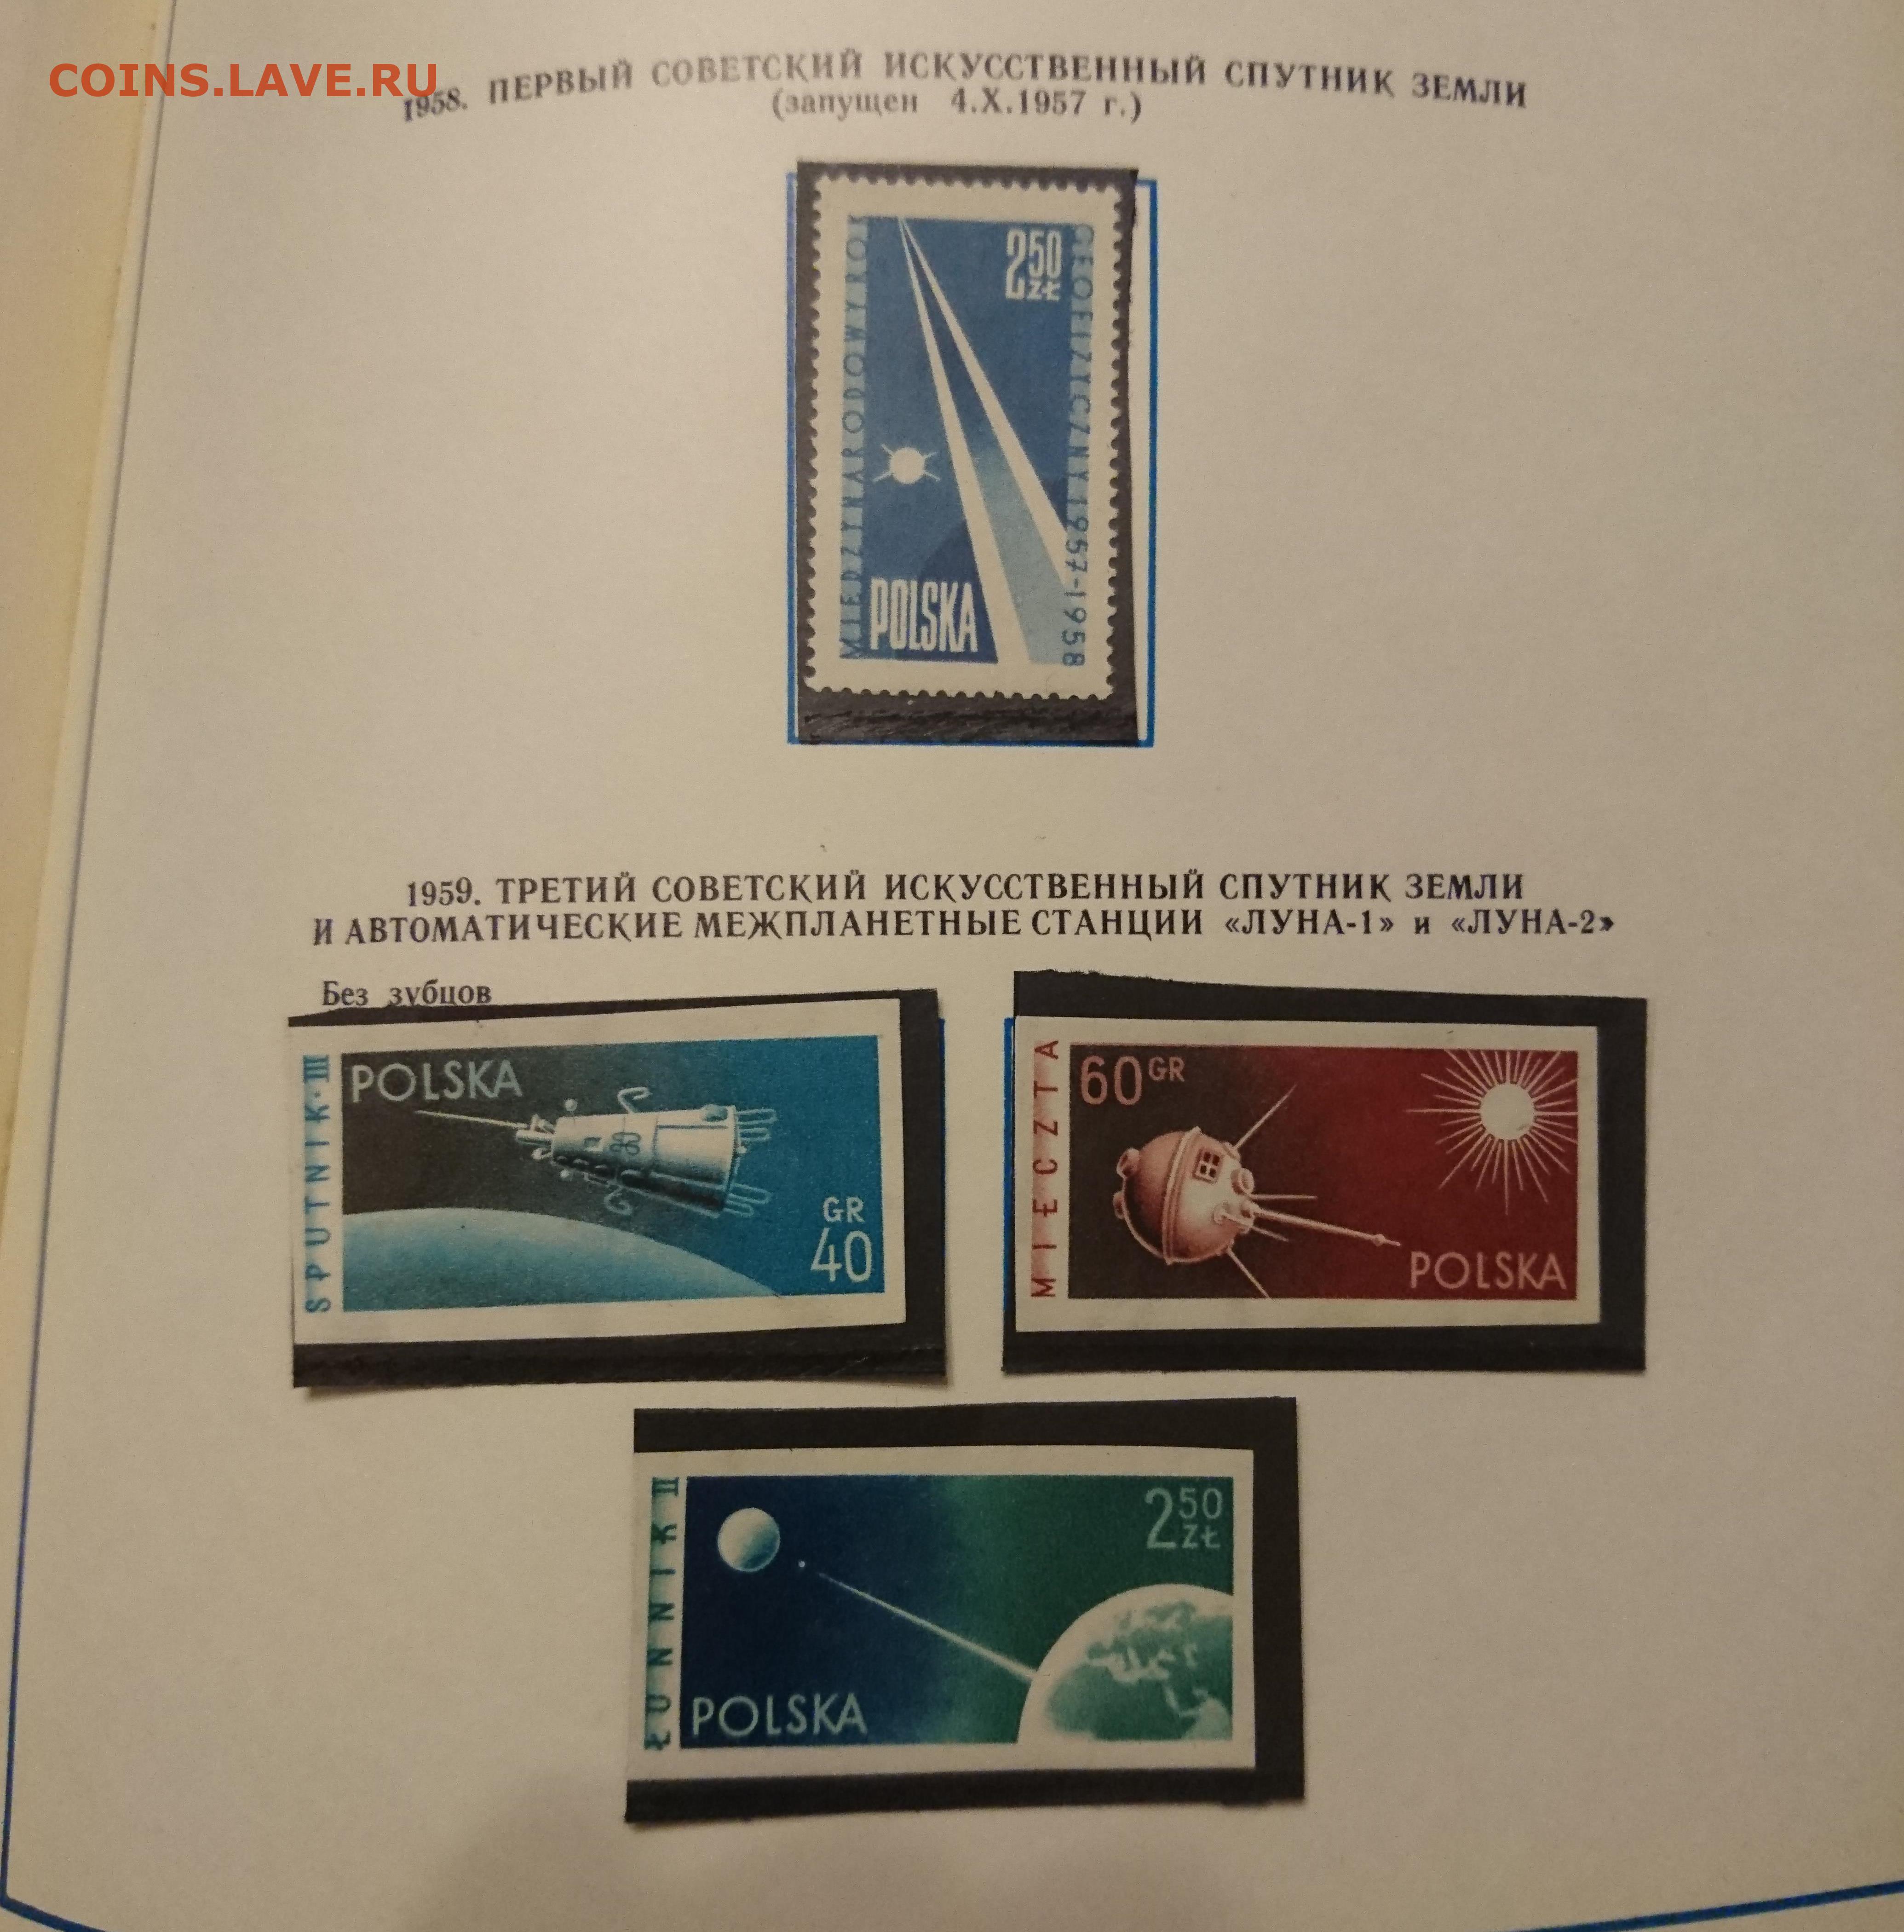 COINS.LAVE.RU
1958. ПЕРВЫЙ СОВЕТСКИЙ ИСКУССТВЕННЫЙ СПУТНИК ЗЕМЛИ
(запущен 4.X.1957 г.)
MIĘDZYNARODOWY ROK
2 50 ZŁ
GEOFIZYCZNY 1957-1958
POLSKA
1959. ТРЕТИЙ СОВЕТСКИЙ ИСКУССТВЕННЫЙ СПУТНИК ЗЕМЛИ
И АВТОМАТИЧЕСКИЕ МЕЖПЛАНЕТНЫЕ СТАНЦИИ «ЛУНА-1» и «ЛУНА-2»
Без зубцов
SPUTNIK·III
POLSKA
GR
40
MIECZTA
60 GR
POLSKA
ŁUNNIK II
2 50 ZŁ
POLSKA